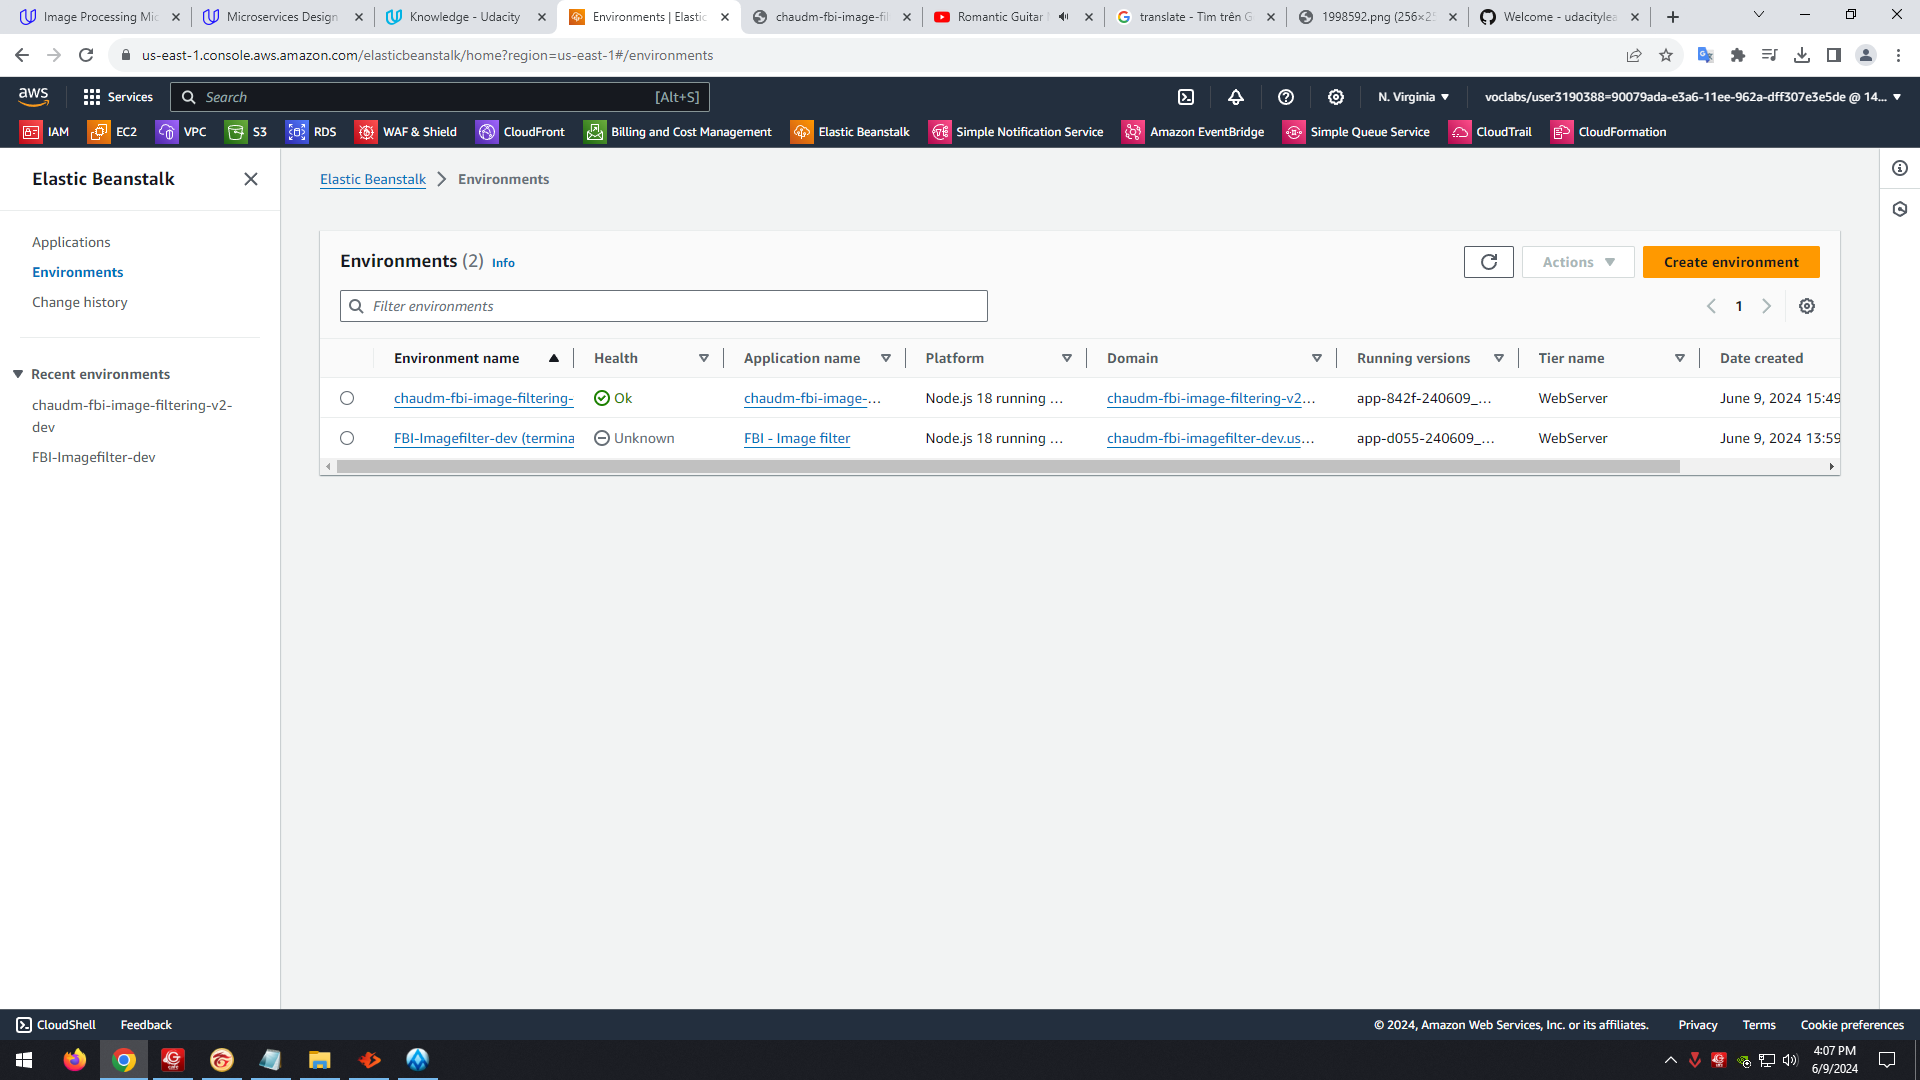 Image Processing Mic
Microservices Design
Knowledge - Udacity
Environments | Elastic
chaudm-fbi-image-fil
Romantic Guitar
translate - Tìm trên G
1998592.png (256×25
Welcome - udacitylea
us-east-1.console.aws.amazon.com/elasticbeanstalk/home?region=us-east-1#/environments
aws
Services
Search
[Alt+S]
N. Virginia
voclabs/user3190388=90079ada-e3a6-11ee-962a-dff307e3e5de @ 14...
IAM
EC2
VPC
S3
RDS
WAF & Shield
CloudFront
Billing and Cost Management
Elastic Beanstalk
Simple Notification Service
Amazon EventBridge
Simple Queue Service
CloudTrail
CloudFormation
Elastic Beanstalk
Applications
Environments
Change history
Recent environments
chaudm-fbi-image-filtering-v2-
dev
FBI-Imagefilter-dev
Elastic Beanstalk
Environments
Environments (2) Info
Actions
Create environment
Filter environments
1
Environment name
Health
Application name
Platform
Domain
Running versions
Tier name
Date created
chaudm-fbi-image-filtering-
Ok
chaudm-fbi-image-...
Node.js 18 running ...
chaudm-fbi-image-filtering-v2...
app-842f-240609_...
WebServer
June 9, 2024 15:49
FBI-Imagefilter-dev (termina
Unknown
FBI - Image filter
Node.js 18 running ...
chaudm-fbi-imagefilter-dev.us...
app-d055-240609_...
WebServer
June 9, 2024 13:59
CloudShell
Feedback
© 2024, Amazon Web Services, Inc. or its affiliates.
Privacy
Terms
Cookie preferences
4:07 PM
6/9/2024